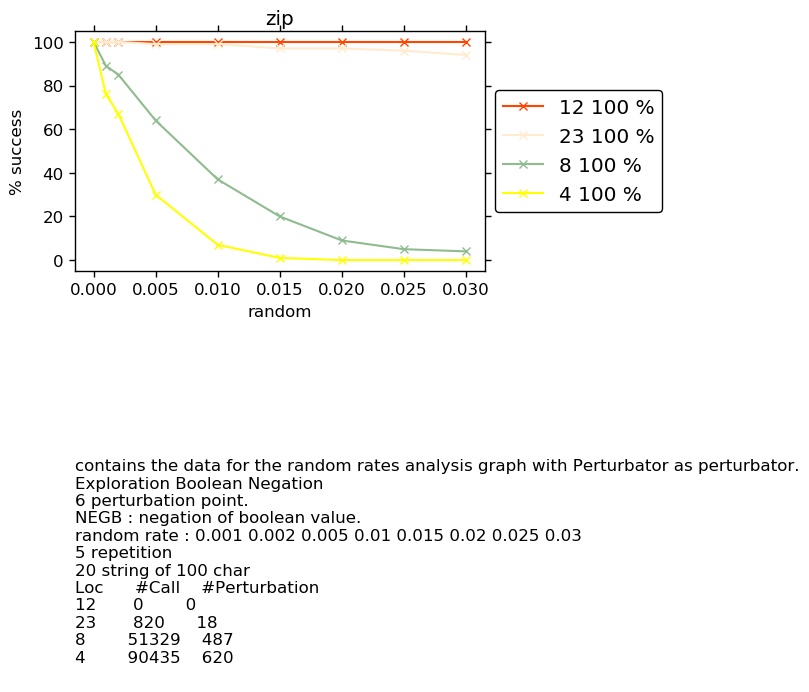 zip
100
80
60
40
20
0
% success
0.000 0.005 0.010 0.015 0.020 0.025 0.030
random
12 100 %
23 100 %
8 100 %
4 100 %
contains the data for the random rates analysis graph with Perturbator as perturbator.
Exploration Boolean Negation
6 perturbation point.
NEGB : negation of boolean value.
random rate : 0.001 0.002 0.005 0.01 0.015 0.02 0.025 0.03
5 repetition
20 string of 100 char
Loc #Call #Perturbation
12 0 0
23 820 18
8 51329 487
4 90435 620